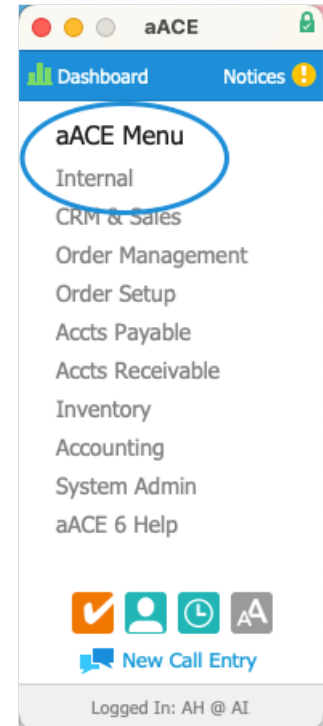 aACE
Dashboard Notices
aACE Menu
Internal
CRM & Sales
Order Management
Order Setup
Accts Payable
Accts Receivable
Inventory
Accounting
System Admin
aACE 6 Help
AA
New Call Entry
Logged In: AH @ AI